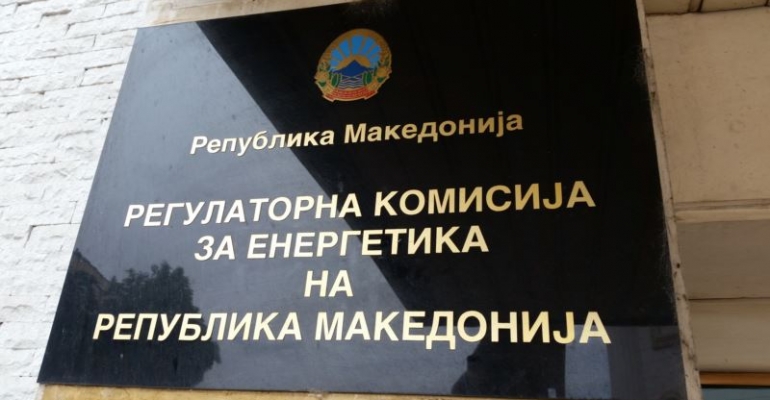 Република Македонија
РЕГУЛАТОРНА КОМИСИЈА
ЗА ЕНЕРГЕТИКА
НА
РЕПУБЛИКА МАКЕДОНИЈА